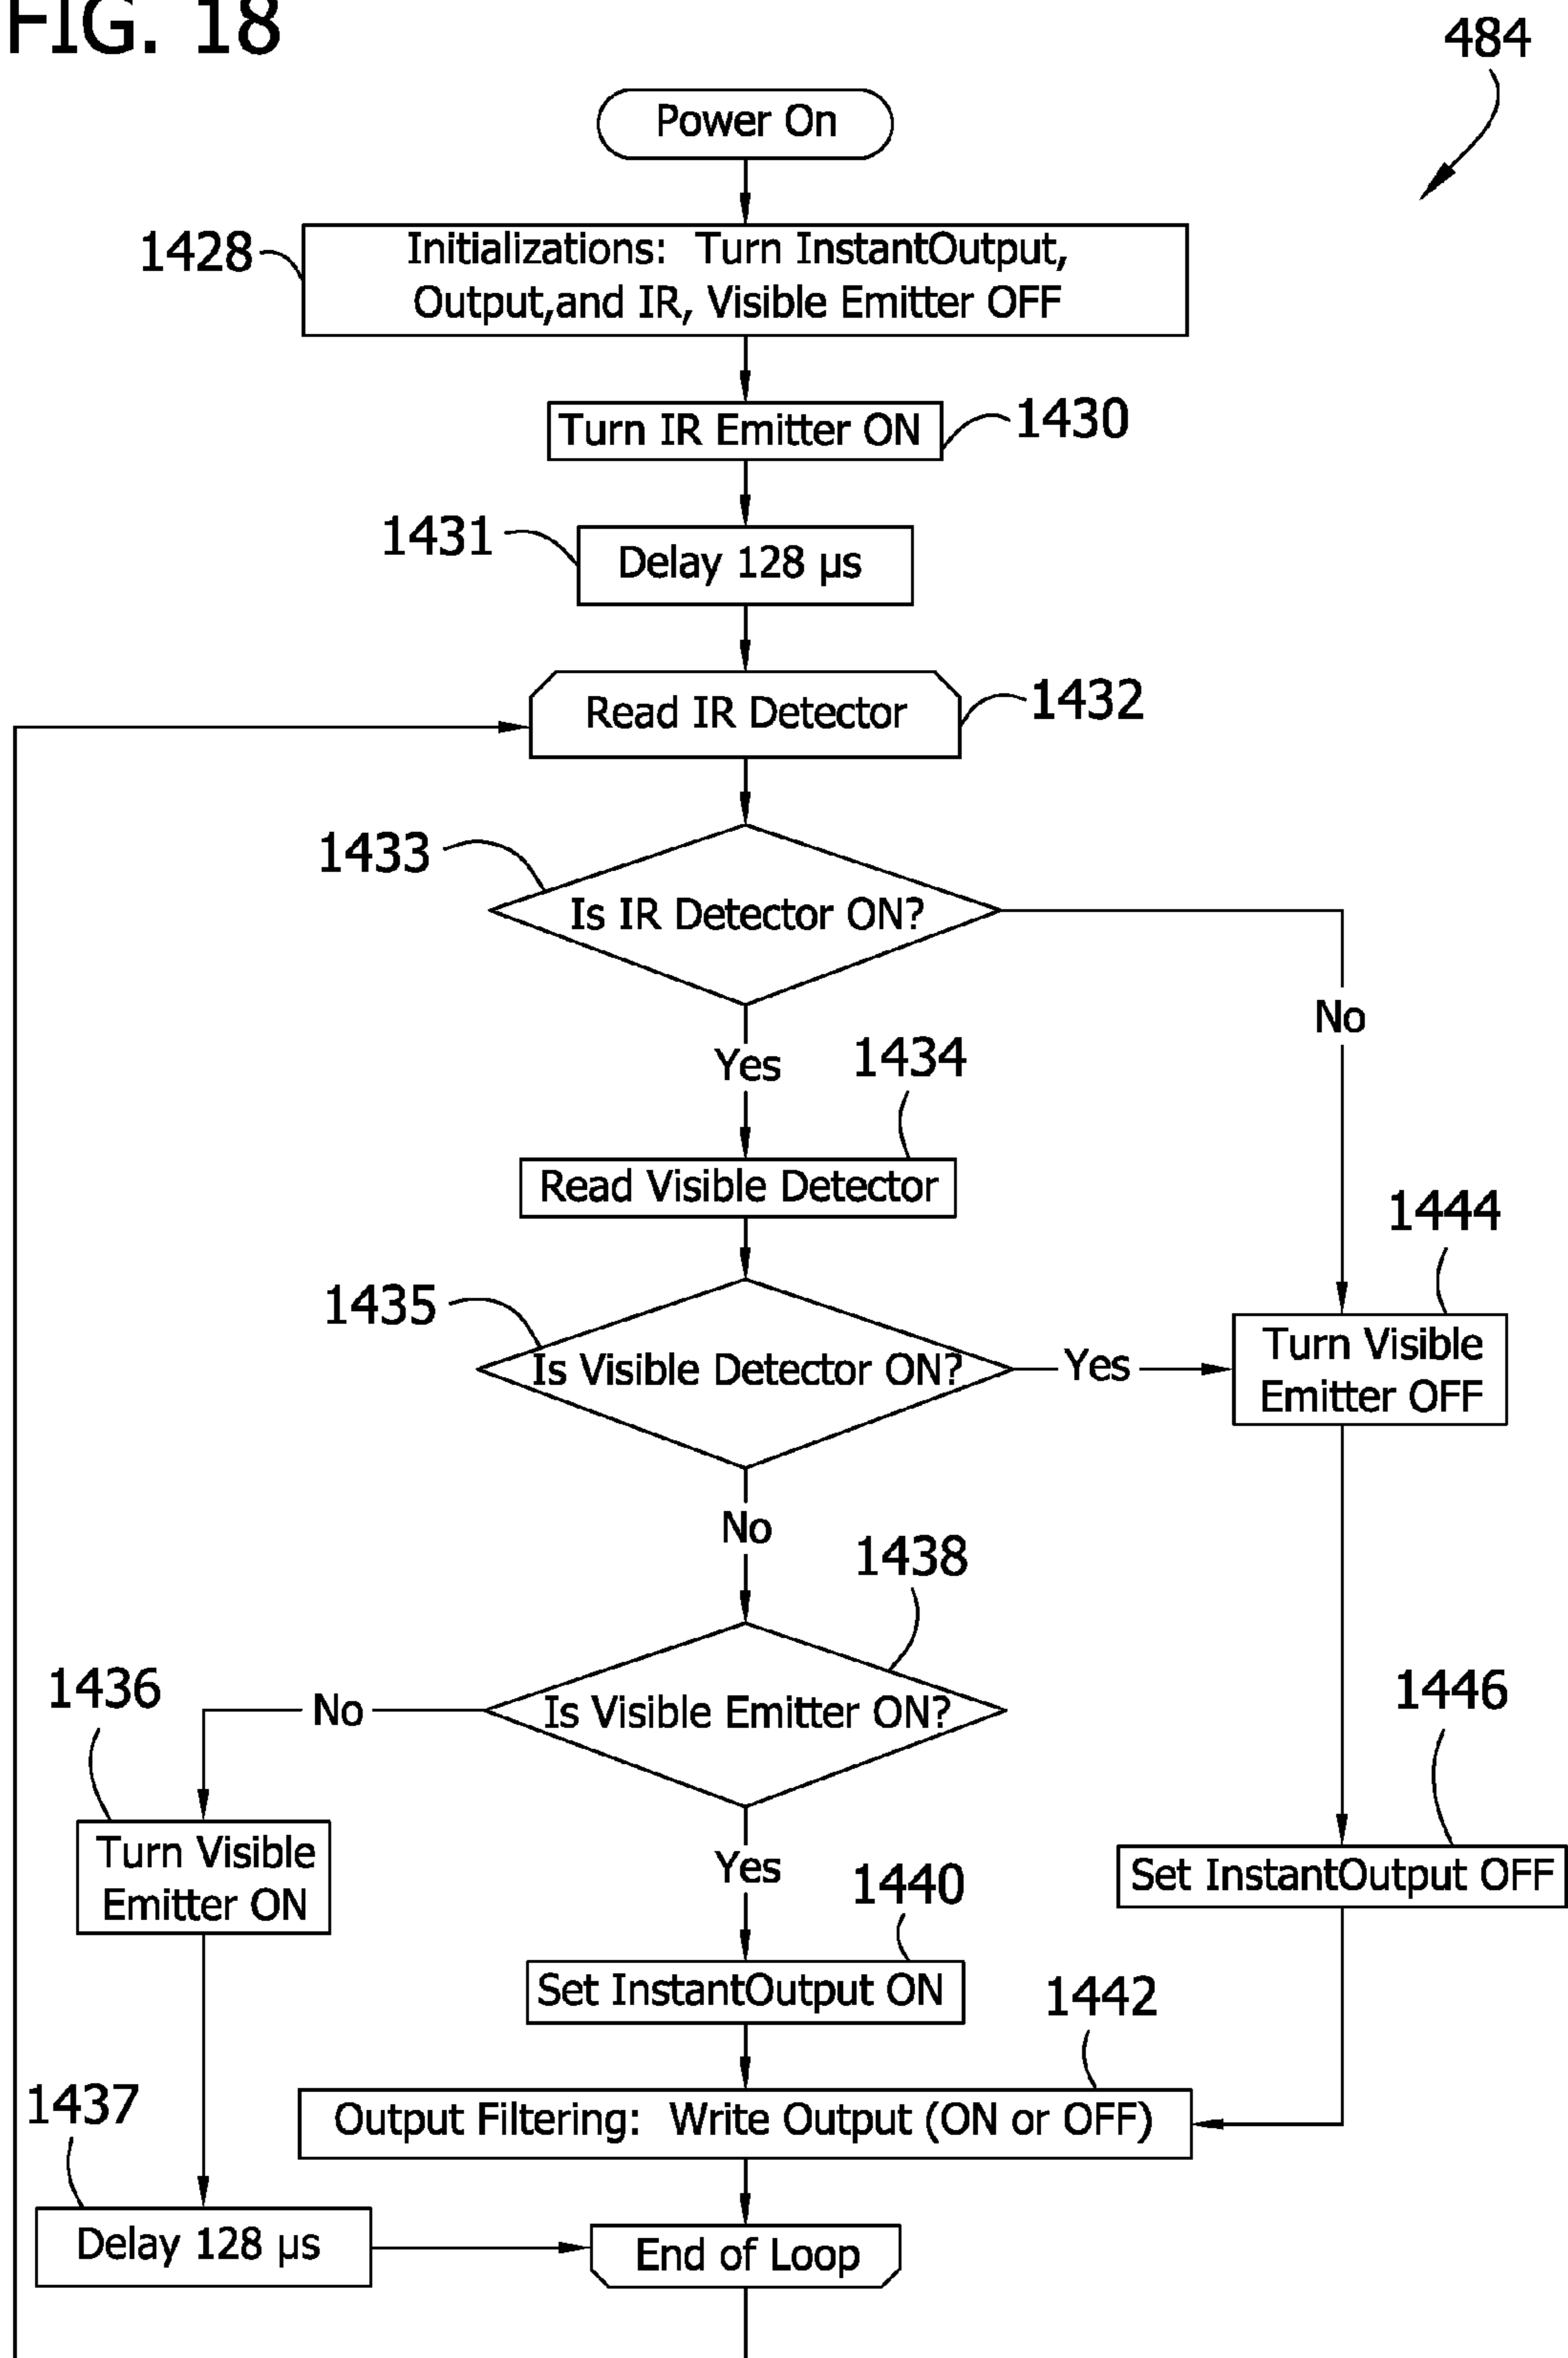 FIG. 18
484
Power On
1428
Initializations: Turn InstantOutput,
Output,and IR, Visible Emitter OFF
Turn IR Emitter ON
1430
1431
Delay 128 µs
Read IR Detector
1432
1433
Is IR Detector ON?
No
Yes
1434
Read Visible Detector
1444
1435
Is Visible Detector ON?
Yes
Turn Visible
Emitter OFF
No
1438
1436
No
Is Visible Emitter ON?
1446
Turn Visible
Emitter ON
Yes
1440
Set InstantOutput OFF
Set InstantOutput ON
1442
1437
Output Filtering: Write Output (ON or OFF)
Delay 128 µs
End of Loop